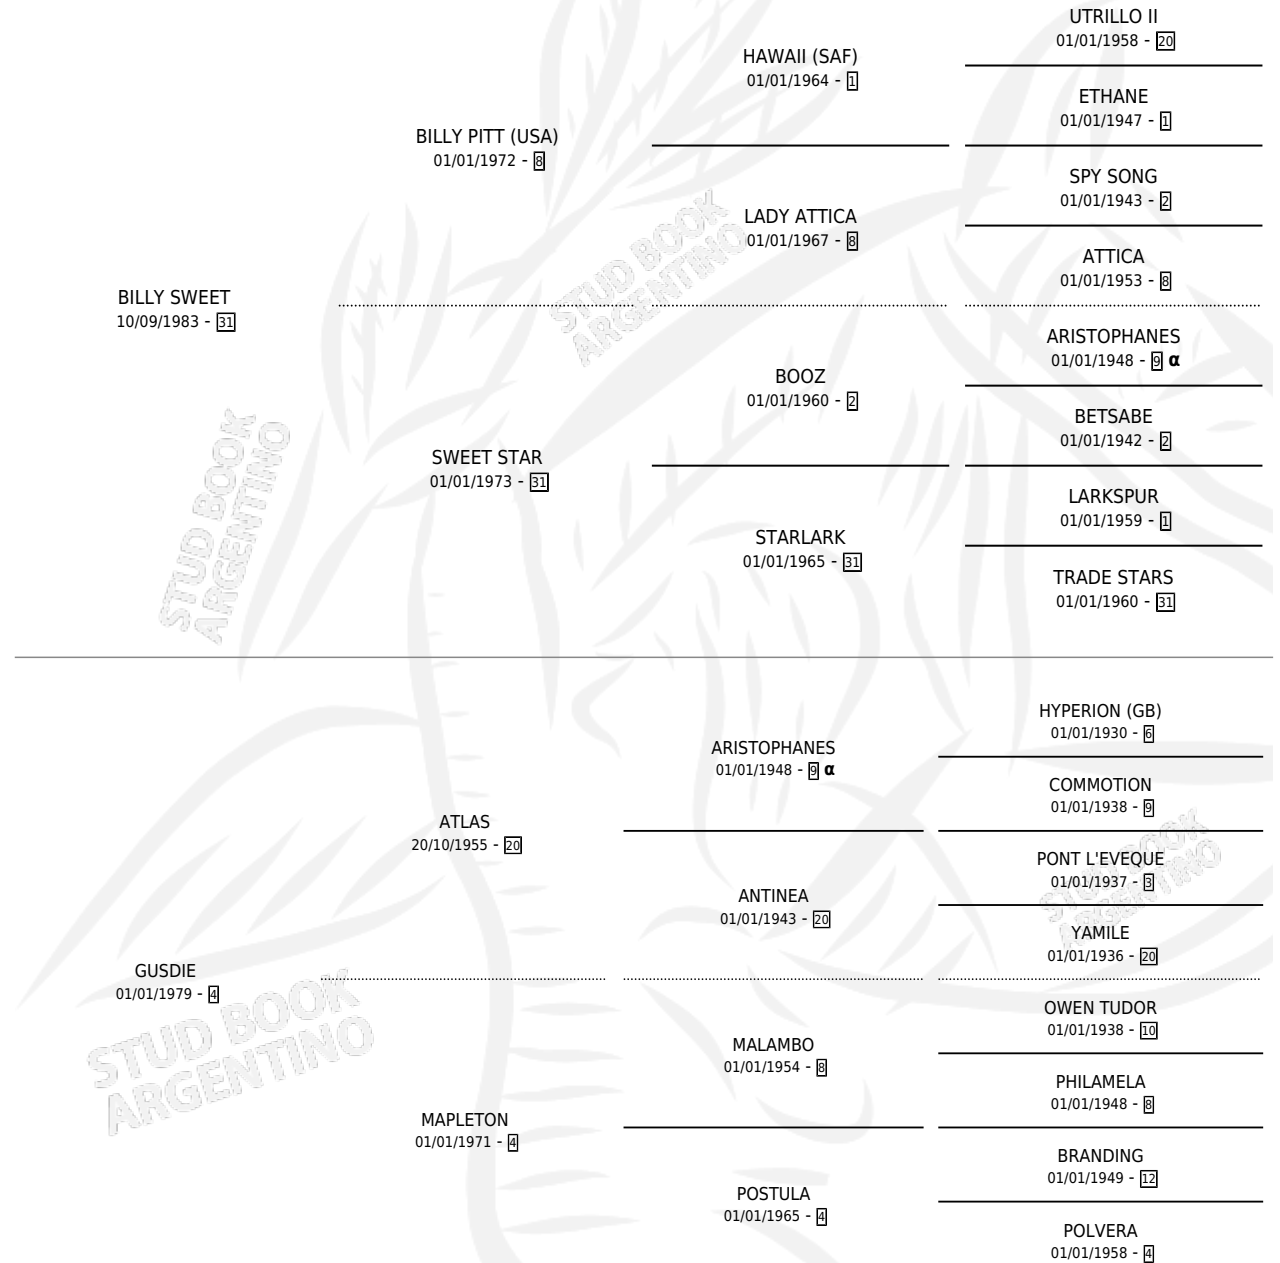 UTRILLO II
01/01/1958 - 20
HAWAII (SAF)
01/01/1964 - 1
ETHANE
01/01/1947 - 1
BILLY PITT (USA)
01/01/1972 - 8
SPY SONG
01/01/1943 - 2
LADY ATTICA
01/01/1967 - 8
ATTICA
01/01/1953 - 8
BILLY SWEET
10/09/1983 - 31
ARISTOPHANES
01/01/1948 - 9 α
BOOZ
01/01/1960 - 2
BETSABE
01/01/1942 - 2
SWEET STAR
01/01/1973 - 31
LARKSPUR
01/01/1959 - 1
STARLARK
01/01/1965 - 31
TRADE STARS
01/01/1960 - 31
STUD BOOK
ARGENTINO
STUD BOOK
ARGENTINO
HYPERION (GB)
01/01/1930 - 6
ARISTOPHANES
01/01/1948 - 9 α
COMMOTION
01/01/1938 - 9
ATLAS
20/10/1955 - 20
PONT L'EVEQUE
01/01/1937 - 3
ANTINEA
01/01/1943 - 20
YAMILE
01/01/1936 - 20
GUSDIE
01/01/1979 - 4
OWEN TUDOR
01/01/1938 - 10
MALAMBO
01/01/1954 - 8
PHILAMELA
01/01/1948 - 8
MAPLETON
01/01/1971 - 4
BRANDING
01/01/1949 - 12
POSTULA
01/01/1965 - 4
POLVERA
01/01/1958 - 4
STUD BOOK
ARGENTINO
STUD BOOK
ARGENTINO